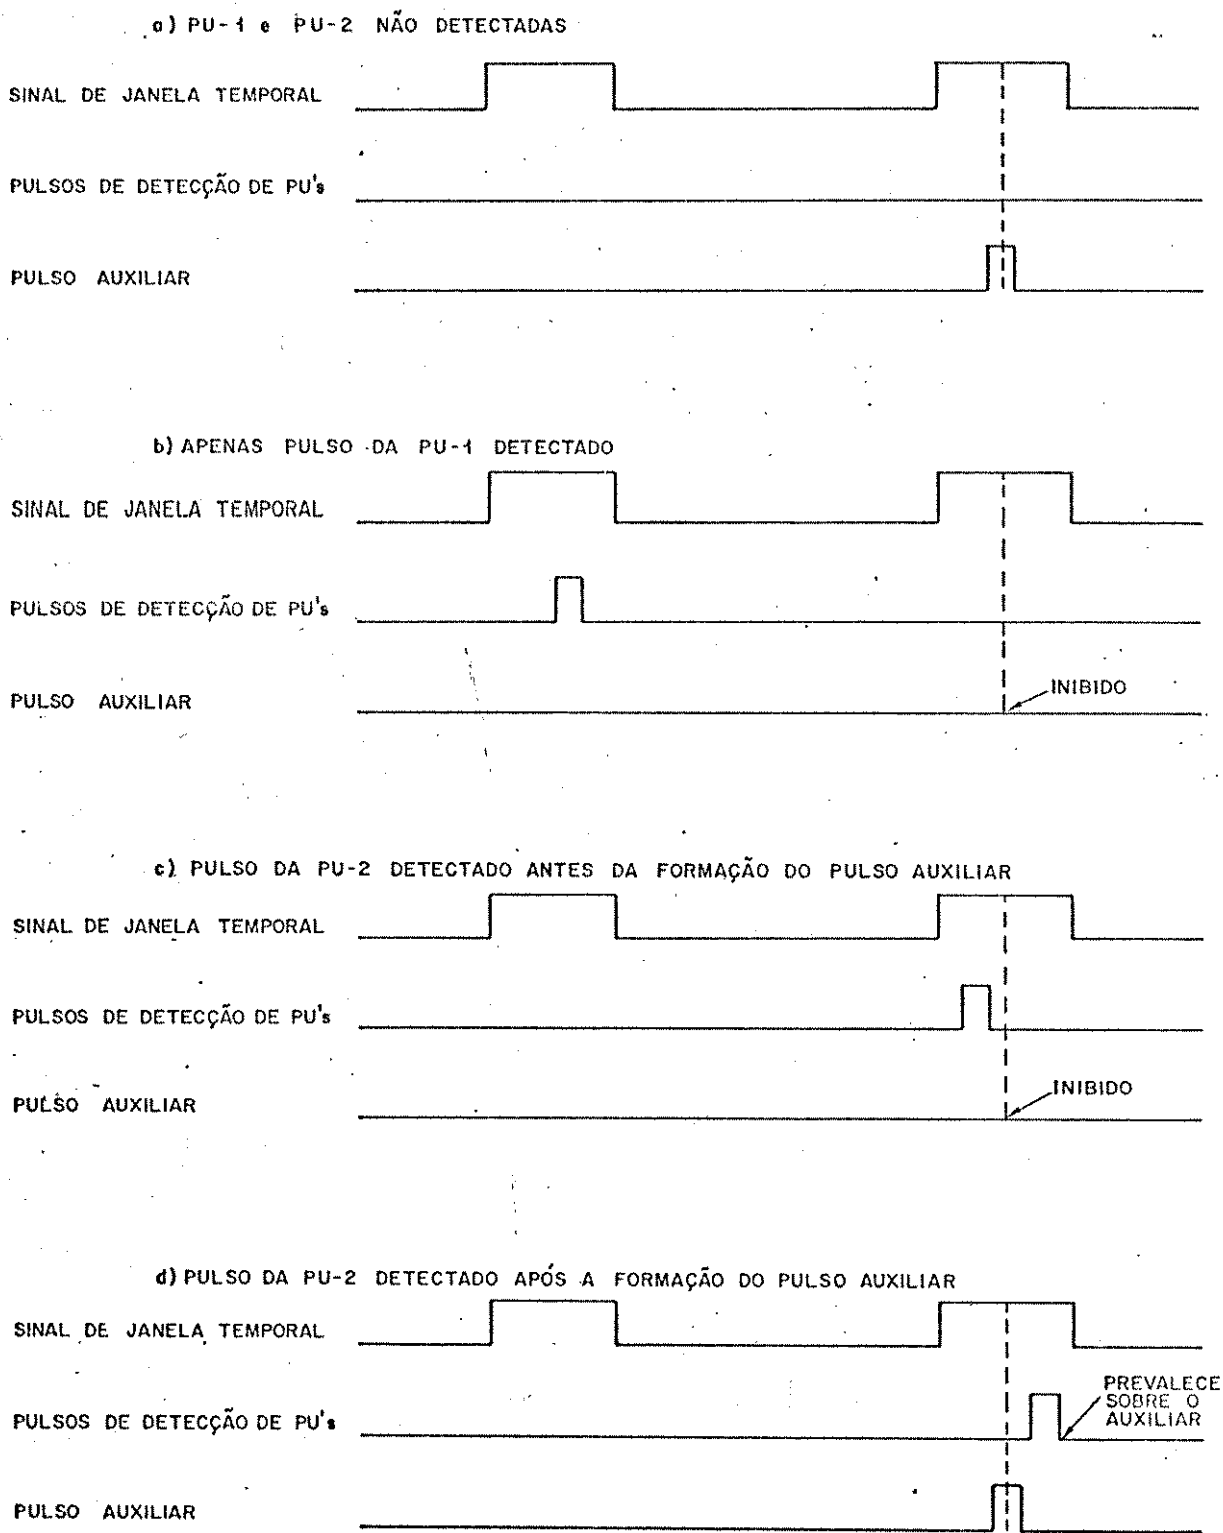 a) PU-1 e PU-2 NÃO DETECTADAS
SINAL DE JANELA TEMPORAL
PULSOS DE DETECÇÃO DE PU's
PULSO AUXILIAR
b) APENAS PULSO DA PU-1 DETECTADO
SINAL DE JANELA TEMPORAL
PULSOS DE DETECÇÃO DE PU's
PULSO AUXILIAR
INIBIDO
c) PULSO DA PU-2 DETECTADO ANTES DA FORMAÇÃO DO PULSO AUXILIAR
SINAL DE JANELA TEMPORAL
PULSOS DE DETECÇÃO DE PU's
PULSO AUXILIAR
INIBIDO
d) PULSO DA PU-2 DETECTADO APÓS A FORMAÇÃO DO PULSO AUXILIAR
SINAL DE JANELA TEMPORAL
PULSOS DE DETECÇÃO DE PU's
PREVALECE
SOBRE O
AUXILIAR
PULSO AUXILIAR